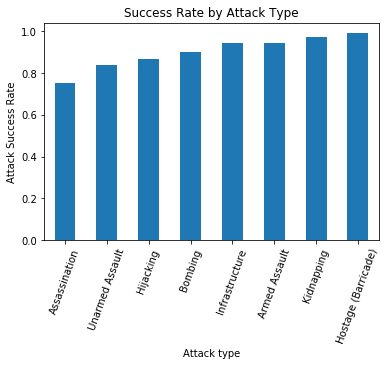 Success Rate by Attack Type
Attack Success Rate
1.0
0.8
0.6
0.4
0.2
0.0
Assassination
Unarmed Assault
Hijacking
Bombing
Infrastructure
Armed Assault
Kidnapping
Hostage (Barricade)
Attack type